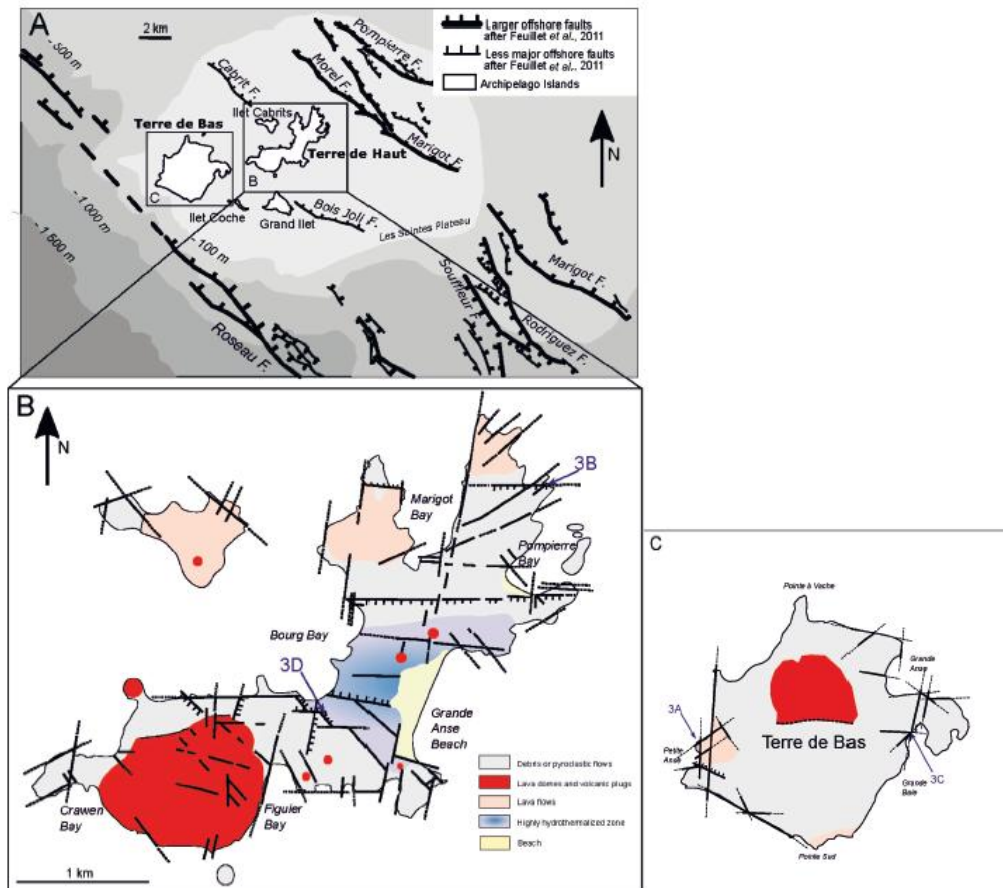 A
2 km
Larger offshore faults
after Feuillet et al., 2011
Less major offshore faults
after Feuillet et al., 2011
Archipelago Islands
- 500 m
Pompierre F.
Cabrit F.
Morel F.
Ilet Cabrits
Terre de Bas
Terre de Haut
Marigot F.
N
B
C
Ilet Coche
Grand Ilet
Bois Joli F.
Les Saintes Plateau
- 1 000 m
- 1 500 m
- 100 m
Marigot F.
Souffleur F.
Rodriguez F.
Roseau F.
B
N
3B
Marigot
Bay
Pompierre
Bay
Bourg Bay
3D
Grande
Anse
Beach
Crawen
Bay
Figuier
Bay
Debris or pyroclastic flows
Lava domes and volcanic plugs
Lava flows
Highly hydrothermalized zone
Beach
1 km
C
Pointe à Vache
Grande
Anse
3A
Petite
Anse
Terre de Bas
Grande
Baie
3C
Pointe Sud